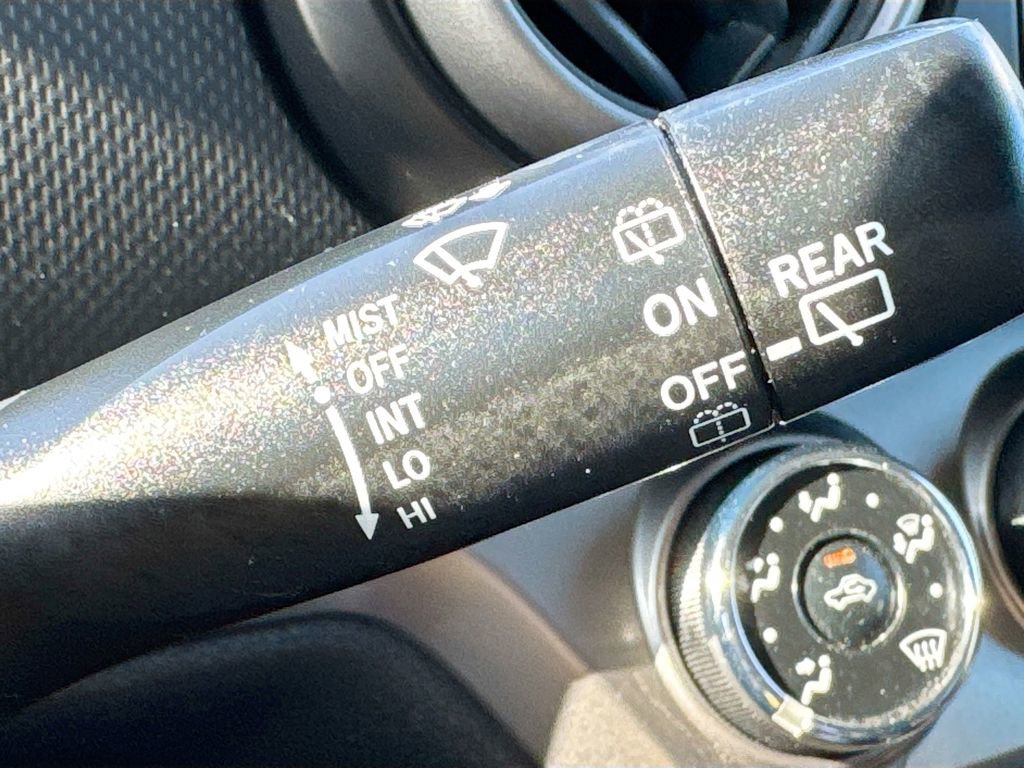 MIST
OFF
INT
LO
HI
ON
OFF
REAR